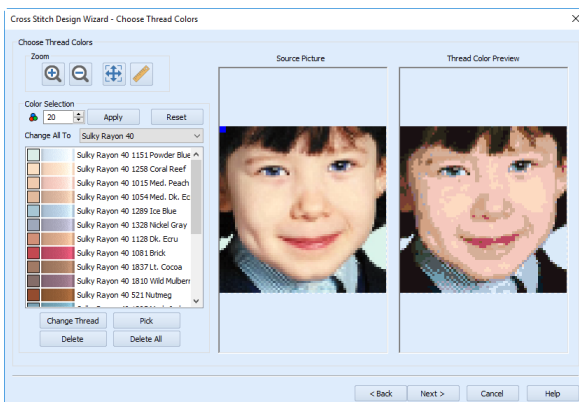 Cross Stitch Design Wizard - Choose Thread Colors
Choose Thread Colors
Zoom
Source Picture
Thread Color Preview
Color Selection
20
Apply
Reset
Change All To
Sulky Rayon 40
Sulky Rayon 40 1151 Powder Blue
Sulky Rayon 40 1258 Coral Reef
Sulky Rayon 40 1015 Med. Peach
Sulky Rayon 40 1054 Med. Dk. Ec
Sulky Rayon 40 1289 Ice Blue
Sulky Rayon 40 1328 Nickel Gray
Sulky Rayon 40 1128 Dk. Ecru
Sulky Rayon 40 1081 Brick
Sulky Rayon 40 1837 Lt. Cocoa
Sulky Rayon 40 1810 Wild Mulberr
Sulky Rayon 40 521 Nutmeg
Change Thread
Pick
Delete
Delete All
< Back
Next >
Cancel
Help